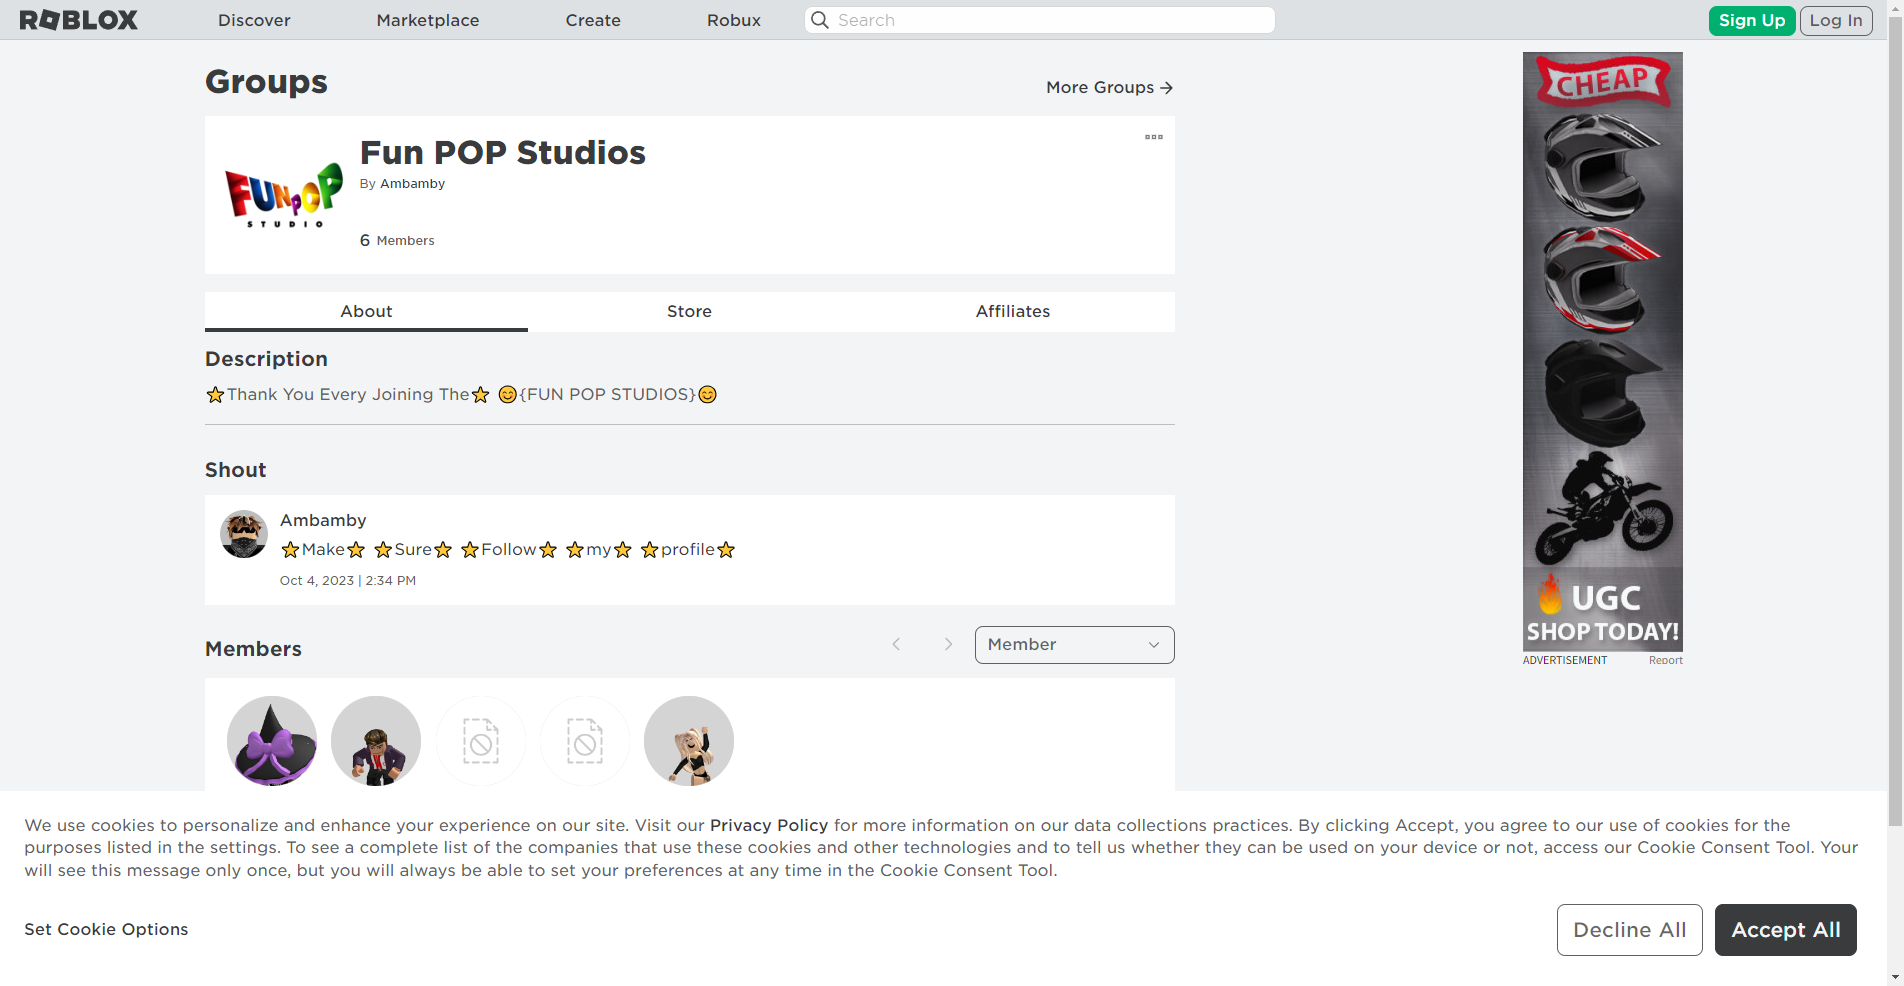 ROBLOX
Discover
Marketplace
Create
Robux
Search
Sign Up
Log In
Groups
More Groups →
FUN POP
STUDIO
Fun POP Studios
By Ambamby
6 Members
About
Store
Affiliates
Description
⭐Thank You Every Joining The⭐ 😊{FUN POP STUDIOS}😊
Shout
Ambamby
⭐Make⭐ ⭐Sure⭐ ⭐Follow⭐ ⭐my⭐ ⭐profile⭐
Oct 4, 2023 | 2:34 PM
Members
Member
CHEAP
🔥 UGC
SHOP TODAY!
ADVERTISEMENT
Report
We use cookies to personalize and enhance your experience on our site. Visit our Privacy Policy for more information on our data collections practices. By clicking Accept, you agree to our use of cookies for the
purposes listed in the settings. To see a complete list of the companies that use these cookies and other technologies and to tell us whether they can be used on your device or not, access our Cookie Consent Tool. Your
will see this message only once, but you will always be able to set your preferences at any time in the Cookie Consent Tool.
Set Cookie Options
Decline All
Accept All